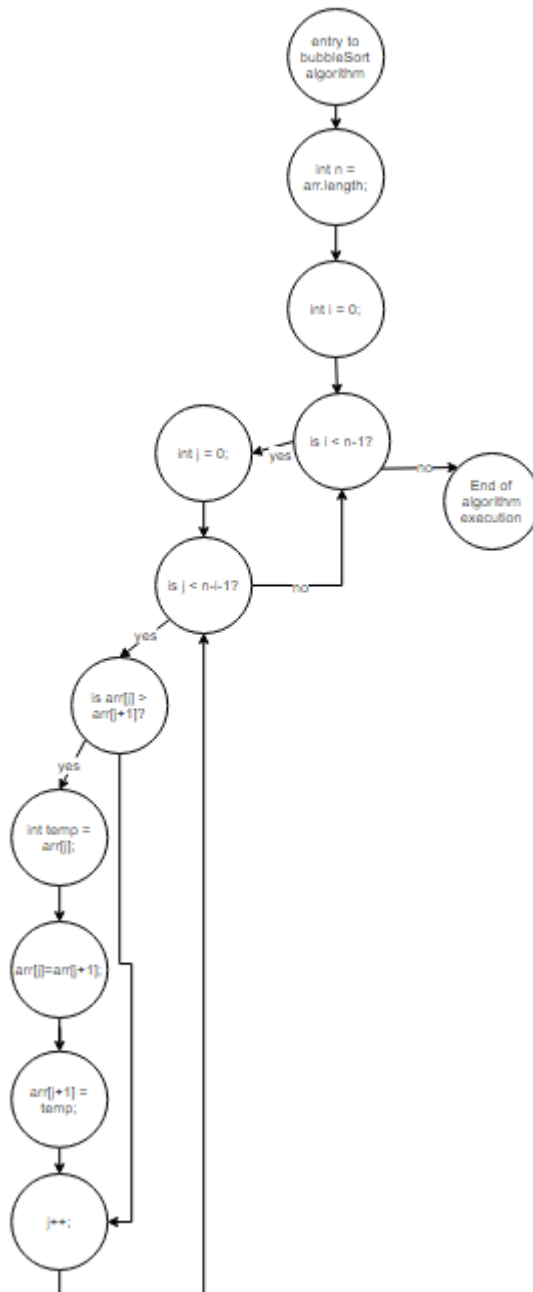 entry to
bubbleSort
algorithm
int n =
arr.length;
int i = 0;
is i < n-1?
yes
no
int j = 0;
End of
algorithm
execution
is j < n-i-1?
no
yes
is arr[j] >
arr[j+1]?
yes
int temp =
arr[j];
arr[j]=arr[j+1];
arr[j+1] =
temp;
j++;